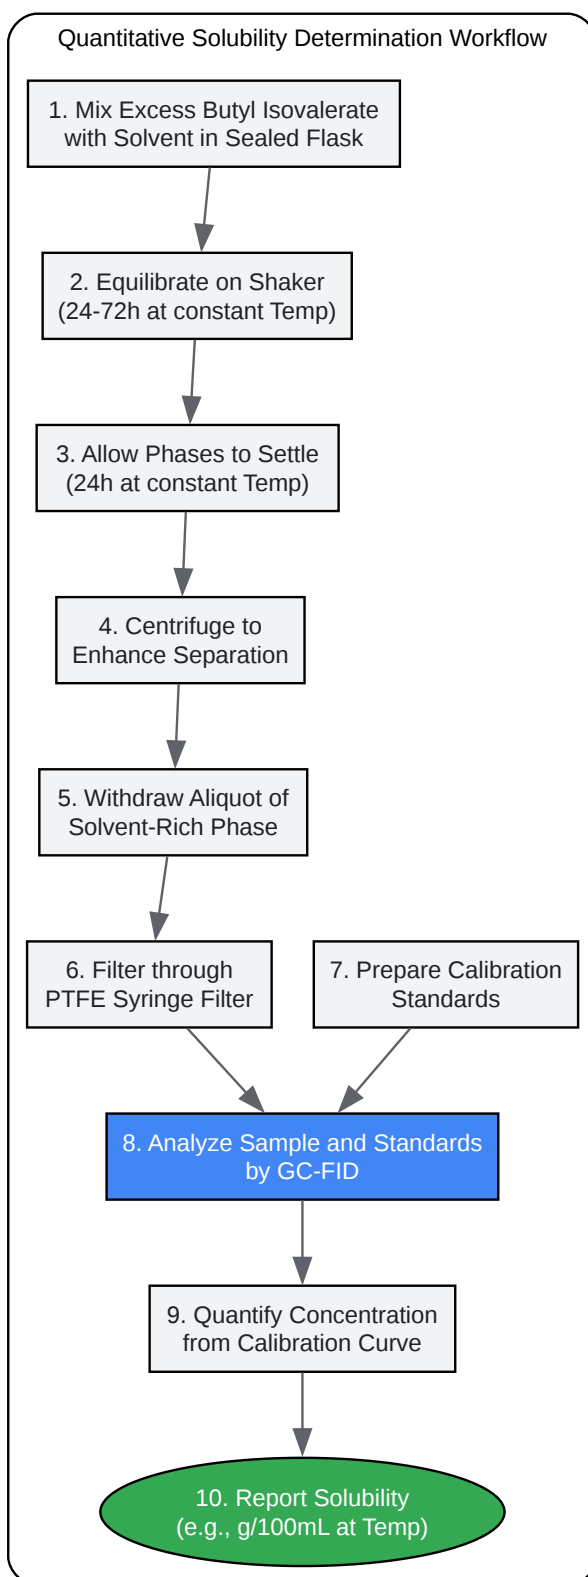 Quantitative Solubility Determination Workflow
1. Mix Excess Butyl Isovalerate
with Solvent in Sealed Flask
2. Equilibrate on Shaker
(24-72h at constant Temp)
3. Allow Phases to Settle
(24h at constant Temp)
4. Centrifuge to
Enhance Separation
5. Withdraw Aliquot of
Solvent-Rich Phase
6. Filter through
PTFE Syringe Filter
7. Prepare Calibration
Standards
8. Analyze Sample and Standards
by GC-FID
9. Quantify Concentration
from Calibration Curve
10. Report Solubility
(e.g., g/100mL at Temp)